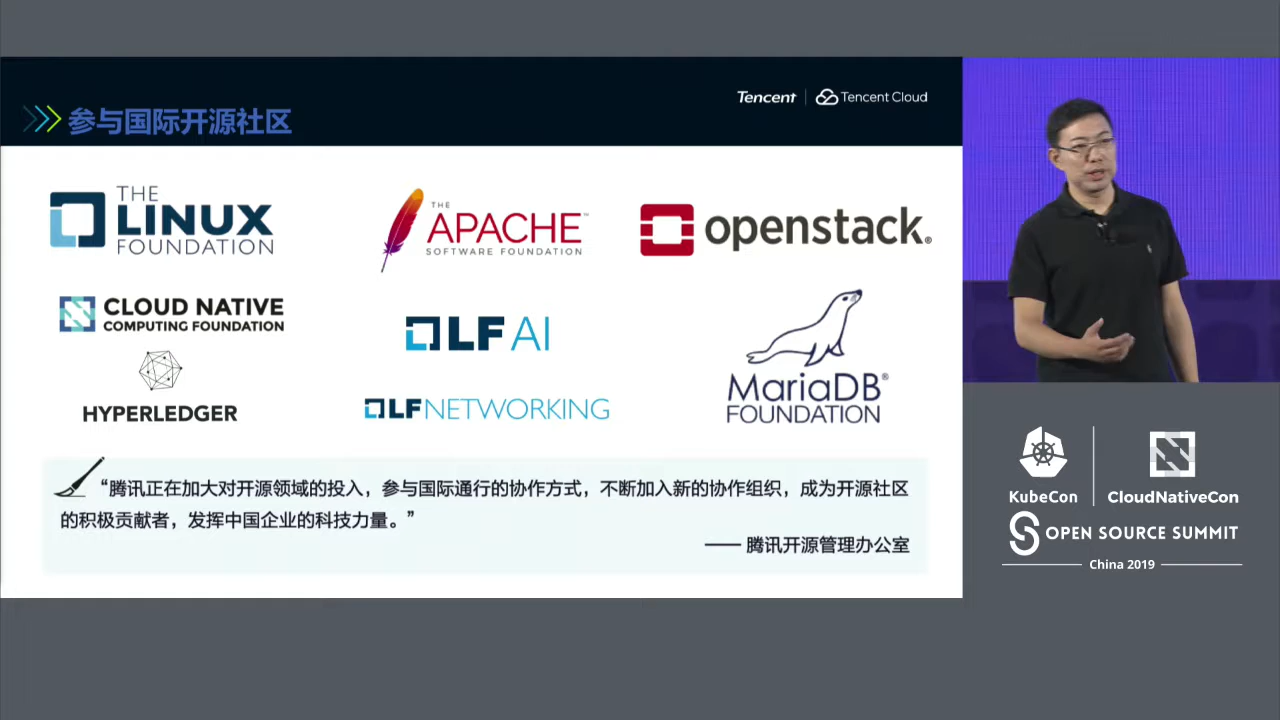 参与国际开源社区
Tencent | Tencent Cloud
THE
LINUX
FOUNDATION
THE
APACHE™
SOFTWARE FOUNDATION
openstack®
CLOUD NATIVE
COMPUTING FOUNDATION
LF AI
HYPERLEDGER
LFNETWORKING
MariaDB®
FOUNDATION
“腾讯正在加大对开源领域的投入，参与国际通行的协作方式，不断加入新的协作组织，成为开源社区
的积极贡献者，发挥中国企业的科技力量。”
—— 腾讯开源管理办公室
KubeCon
CloudNativeCon
OPEN SOURCE SUMMIT
China 2019